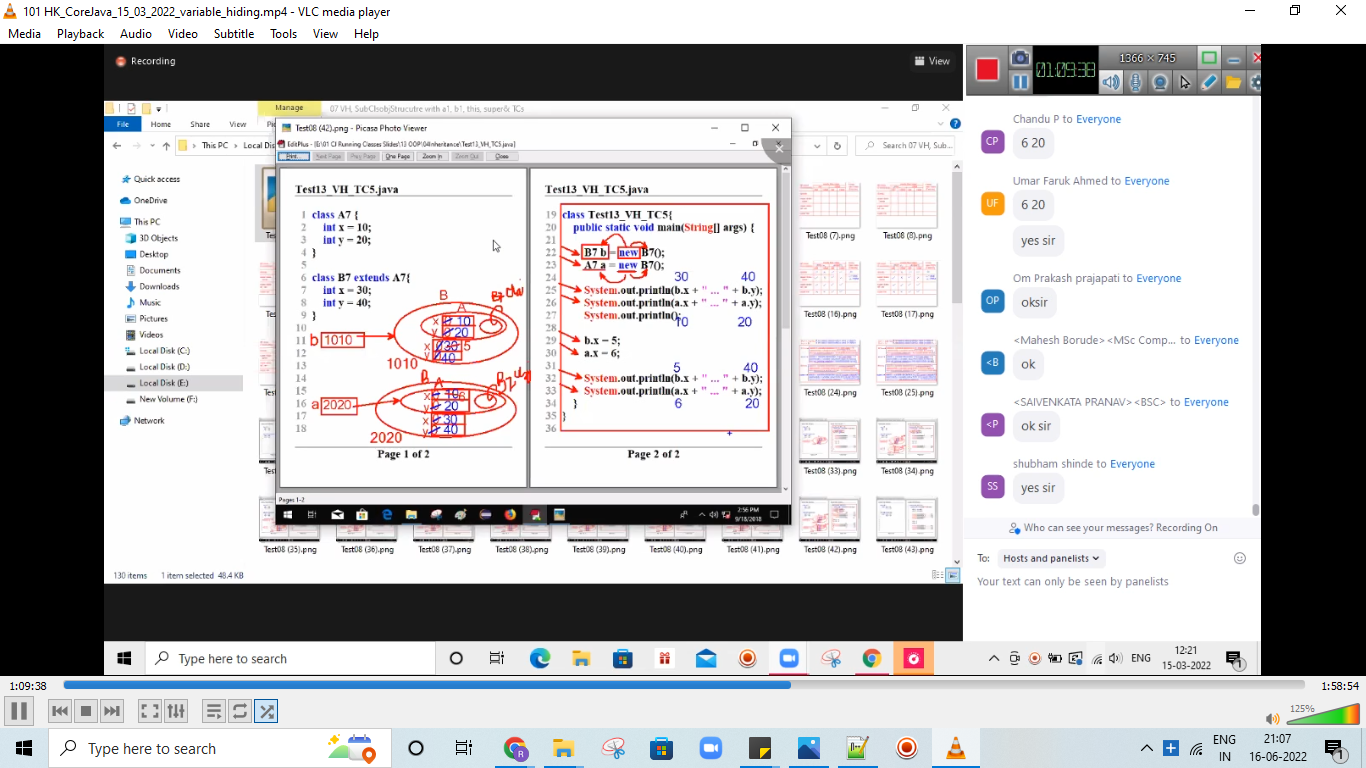 101 HK_CoreJava_15_03_2022_variable_hiding.mp4 - VLC media player
Media Playback Audio Video Subtitle Tools View Help
Recording
View
1366 × 745
01:09:38
Manage
07 VH, SubClsobjStrucutre with a1, b1, this, super& TCs
File Home Share View
This PC
Local Dis
Search 07 VH, Sub...
Quick access
OneDrive
This PC
3D Objects
Desktop
Documents
Downloads
Music
Pictures
Videos
Local Disk (C:)
Local Disk (D:)
Local Disk (E:)
New Volume (F:)
Network
130 items 1 item selected 48.4 KB
Test08 (42).png - Picasa Photo Viewer
EditPlus - [E:\01 CJ Running Classes Slides\13 OOP\04Inheritance\Test13_VH_TC5.java]
Print... Next Page Prev Page One Page Zoom In Zoom Out Close
Test13_VH_TC5.java
1 class A7 {
2 int x = 10;
3 int y = 20;
4 }
5
6 class B7 extends A7{
7 int x = 30;
8 int y = 40;
9 }
10
11
12
13
14
15
16
17
18
B
A
x 10
y 20
x 30 5
y 40
b 1010
1010
B A
x 10 6
y 20
x 30
y 40
a 2020
2020
Page 1 of 2
Test13_VH_TC5.java
19 class Test13_VH_TC5{
20 public static void main(String[] args) {
21
22 B7 b = new B7();
23 A7 a = new B7();
24
30 40
25 System.out.println(b.x + " ... " + b.y);
26 System.out.println(a.x + " ... " + a.y);
27 System.out.println();
10 20
28
29 b.x = 5;
30 a.x = 6;
31
5 40
32 System.out.println(b.x + " ... " + b.y);
33 System.out.println(a.x + " ... " + a.y);
34 }
6 20
35 }
36
Page 2 of 2
Pages 1-2
2:56 PM
9/18/2018
Test08 (7).png Test08 (8).png
Test08 (16).png Test08 (17).png
Test08 (24).png Test08 (25).png
Test08 (33).png Test08 (34).png
Test08 (35).png Test08 (36).png Test08 (37).png Test08 (38).png Test08 (39).png Test08 (40).png Test08 (41).png Test08 (42).png Test08 (43).png
Chandu P to Everyone
CP 6 20
Umar Faruk Ahmed to Everyone
UF 6 20
yes sir
Om Prakash prajapati to Everyone
OP oksir
<Mahesh Borude> <MSc Comp... to Everyone
<B ok
<SAIVENKATA PRANAV><BSC> to Everyone
<P ok sir
shubham shinde to Everyone
SS yes sir
Who can see your messages? Recording On
To: Hosts and panelists
Your text can only be seen by panelists
Type here to search
ENG
12:21
15-03-2022
1
1:09:38
1:58:54
125%
Type here to search
R
ENG
IN
21:07
16-06-2022
1